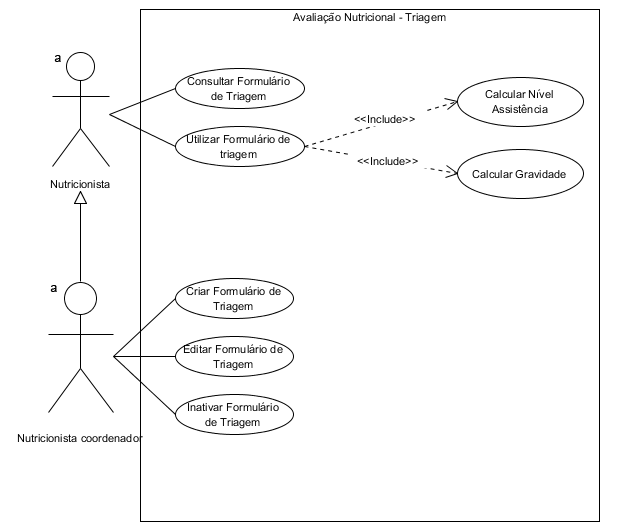 Avaliação Nutricional - Triagem
a
Consultar Formulário
de Triagem
Calcular Nível
Assistência
<<Include>>
Utilizar Formulário de
triagem
<<Include>>
Calcular Gravidade
Nutricionista
a
Criar Formulário de
Triagem
Editar Formulário de
Triagem
Inativar Formulário
de Triagem
Nutricionista coordenador